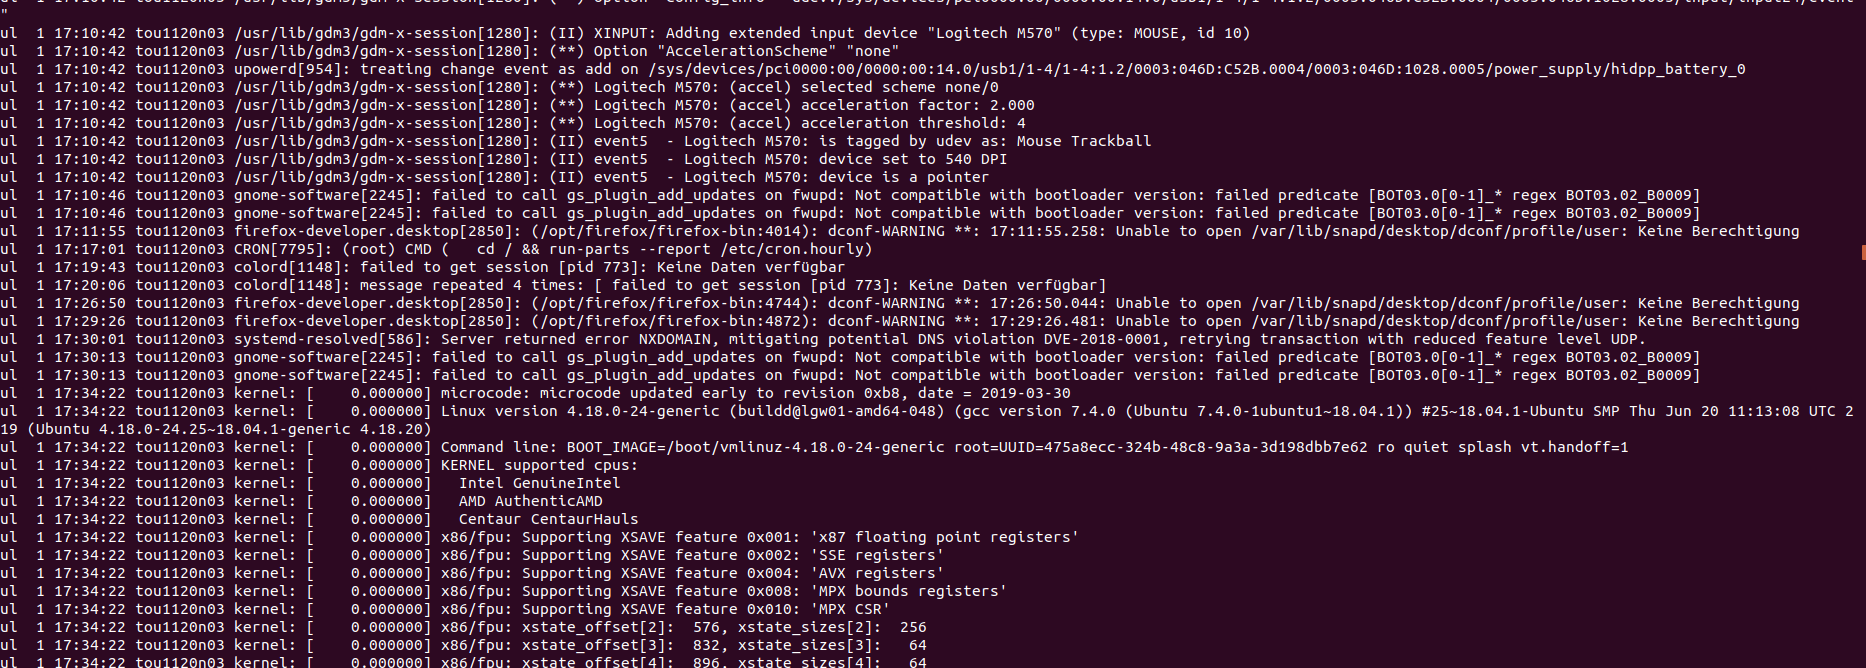 "
ul  1 17:10:42 tou1120n03 /usr/lib/gdm3/gdm-x-session[1280]: (II) XINPUT: Adding extended input device "Logitech M570" (type: MOUSE, id 10)
ul  1 17:10:42 tou1120n03 /usr/lib/gdm3/gdm-x-session[1280]: (**) Option "AccelerationScheme" "none"
ul  1 17:10:42 tou1120n03 upowerd[954]: treating change event as add on /sys/devices/pci0000:00/0000:00:14.0/usb1/1-4/1-4:1.2/0003:046D:C52B.0004/0003:046D:1028.0005/power_supply/hidpp_battery_0
ul  1 17:10:42 tou1120n03 /usr/lib/gdm3/gdm-x-session[1280]: (**) Logitech M570: (accel) selected scheme none/0
ul  1 17:10:42 tou1120n03 /usr/lib/gdm3/gdm-x-session[1280]: (**) Logitech M570: (accel) acceleration factor: 2.000
ul  1 17:10:42 tou1120n03 /usr/lib/gdm3/gdm-x-session[1280]: (**) Logitech M570: (accel) acceleration threshold: 4
ul  1 17:10:42 tou1120n03 /usr/lib/gdm3/gdm-x-session[1280]: (II) event5  - Logitech M570: is tagged by udev as: Mouse Trackball
ul  1 17:10:42 tou1120n03 /usr/lib/gdm3/gdm-x-session[1280]: (II) event5  - Logitech M570: device set to 540 DPI
ul  1 17:10:42 tou1120n03 /usr/lib/gdm3/gdm-x-session[1280]: (II) event5  - Logitech M570: device is a pointer
ul  1 17:10:46 tou1120n03 gnome-software[2245]: failed to call gs_plugin_add_updates on fwupd: Not compatible with bootloader version: failed predicate [BOT03.0[0-1]_* regex BOT03.02_B0009]
ul  1 17:10:46 tou1120n03 gnome-software[2245]: failed to call gs_plugin_add_updates on fwupd: Not compatible with bootloader version: failed predicate [BOT03.0[0-1]_* regex BOT03.02_B0009]
ul  1 17:11:55 tou1120n03 firefox-developer.desktop[2850]: (/opt/firefox/firefox-bin:4014): dconf-WARNING **: 17:11:55.258: Unable to open /var/lib/snapd/desktop/dconf/profile/user: Keine Berechtigung
ul  1 17:17:01 tou1120n03 CRON[7795]: (root) CMD (   cd / && run-parts --report /etc/cron.hourly)
ul  1 17:19:43 tou1120n03 colord[1148]: failed to get session [pid 773]: Keine Daten verfügbar
ul  1 17:20:06 tou1120n03 colord[1148]: message repeated 4 times: [ failed to get session [pid 773]: Keine Daten verfügbar]
ul  1 17:26:50 tou1120n03 firefox-developer.desktop[2850]: (/opt/firefox/firefox-bin:4744): dconf-WARNING **: 17:26:50.044: Unable to open /var/lib/snapd/desktop/dconf/profile/user: Keine Berechtigung
ul  1 17:29:26 tou1120n03 firefox-developer.desktop[2850]: (/opt/firefox/firefox-bin:4872): dconf-WARNING **: 17:29:26.481: Unable to open /var/lib/snapd/desktop/dconf/profile/user: Keine Berechtigung
ul  1 17:30:01 tou1120n03 systemd-resolved[586]: Server returned error NXDOMAIN, mitigating potential DNS violation DVE-2018-0001, retrying transaction with reduced feature level UDP.
ul  1 17:30:13 tou1120n03 gnome-software[2245]: failed to call gs_plugin_add_updates on fwupd: Not compatible with bootloader version: failed predicate [BOT03.0[0-1]_* regex BOT03.02_B0009]
ul  1 17:30:13 tou1120n03 gnome-software[2245]: failed to call gs_plugin_add_updates on fwupd: Not compatible with bootloader version: failed predicate [BOT03.0[0-1]_* regex BOT03.02_B0009]
ul  1 17:34:22 tou1120n03 kernel: [    0.000000] microcode: microcode updated early to revision 0xb8, date = 2019-03-30
ul  1 17:34:22 tou1120n03 kernel: [    0.000000] Linux version 4.18.0-24-generic (buildd@lgw01-amd64-048) (gcc version 7.4.0 (Ubuntu 7.4.0-1ubuntu1~18.04.1)) #25~18.04.1-Ubuntu SMP Thu Jun 20 11:13:08 UTC 2
19 (Ubuntu 4.18.0-24.25~18.04.1-generic 4.18.20)
ul  1 17:34:22 tou1120n03 kernel: [    0.000000] Command line: BOOT_IMAGE=/boot/vmlinuz-4.18.0-24-generic root=UUID=475a8ecc-324b-48c8-9a3a-3d198dbb7e62 ro quiet splash vt.handoff=1
ul  1 17:34:22 tou1120n03 kernel: [    0.000000] KERNEL supported cpus:
ul  1 17:34:22 tou1120n03 kernel: [    0.000000]   Intel GenuineIntel
ul  1 17:34:22 tou1120n03 kernel: [    0.000000]   AMD AuthenticAMD
ul  1 17:34:22 tou1120n03 kernel: [    0.000000]   Centaur CentaurHauls
ul  1 17:34:22 tou1120n03 kernel: [    0.000000] x86/fpu: Supporting XSAVE feature 0x001: 'x87 floating point registers'
ul  1 17:34:22 tou1120n03 kernel: [    0.000000] x86/fpu: Supporting XSAVE feature 0x002: 'SSE registers'
ul  1 17:34:22 tou1120n03 kernel: [    0.000000] x86/fpu: Supporting XSAVE feature 0x004: 'AVX registers'
ul  1 17:34:22 tou1120n03 kernel: [    0.000000] x86/fpu: Supporting XSAVE feature 0x008: 'MPX bounds registers'
ul  1 17:34:22 tou1120n03 kernel: [    0.000000] x86/fpu: Supporting XSAVE feature 0x010: 'MPX CSR'
ul  1 17:34:22 tou1120n03 kernel: [    0.000000] x86/fpu: xstate_offset[2]:  576, xstate_sizes[2]:  256
ul  1 17:34:22 tou1120n03 kernel: [    0.000000] x86/fpu: xstate_offset[3]:  832, xstate_sizes[3]:   64
ul  1 17:34:22 tou1120n03 kernel: [    0.000000] x86/fpu: xstate_offset[4]:  896, xstate_sizes[4]:   64